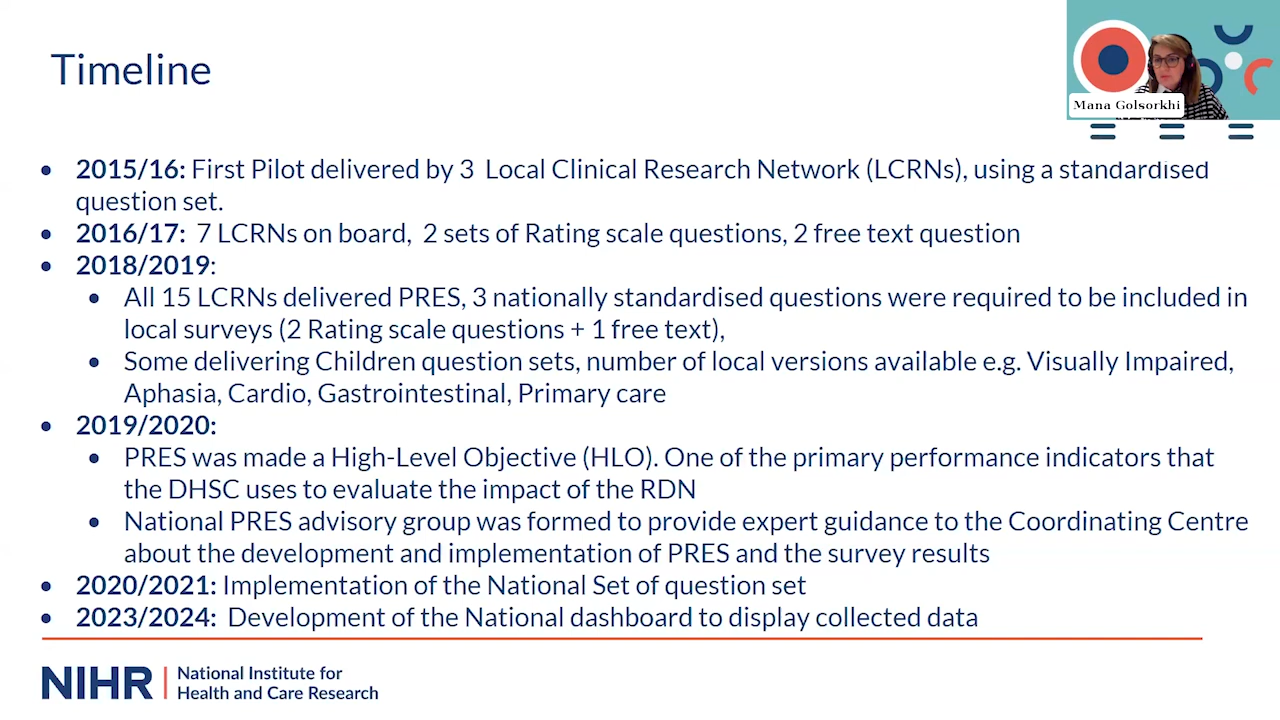 Timeline
Mana Golsorkhi
• 2015/16: First Pilot delivered by 3 Local Clinical Research Network (LCRNs), using a standardised
question set.
• 2016/17: 7 LCRNs on board, 2 sets of Rating scale questions, 2 free text question
• 2018/2019:
• All 15 LCRNs delivered PRES, 3 nationally standardised questions were required to be included in
local surveys (2 Rating scale questions + 1 free text),
• Some delivering Children question sets, number of local versions available e.g. Visually Impaired,
Aphasia, Cardio, Gastrointestinal, Primary care
• 2019/2020:
• PRES was made a High-Level Objective (HLO). One of the primary performance indicators that
the DHSC uses to evaluate the impact of the RDN
• National PRES advisory group was formed to provide expert guidance to the Coordinating Centre
about the development and implementation of PRES and the survey results
• 2020/2021: Implementation of the National Set of question set
• 2023/2024: Development of the National dashboard to display collected data
NIHR | National Institute for
Health and Care Research